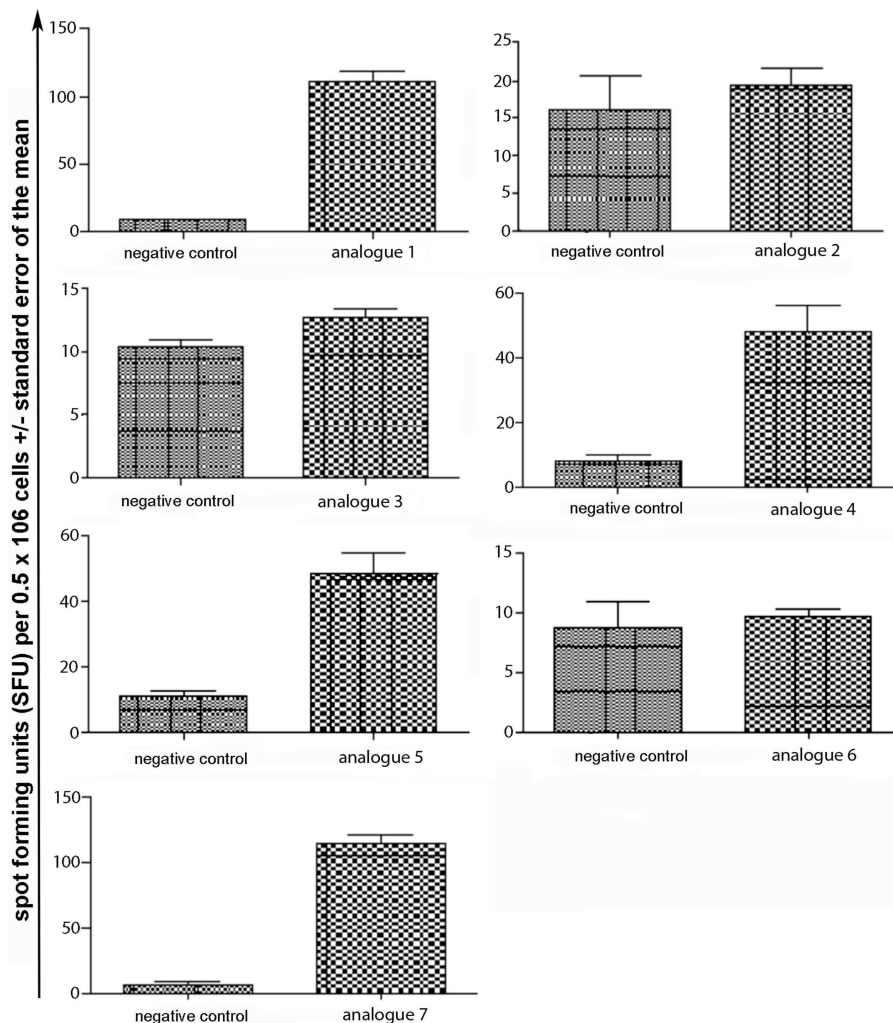 spot forming units (SFU) per 0.5 x 106 cells +/- standard error of the mean
150
100
50
0
negative control
analogue 1
25
20
15
10
5
0
negative control
analogue 2
15
10
5
0
negative control
analogue 3
60
40
20
0
negative control
analogue 4
60
40
20
0
negative control
analogue 5
15
10
5
0
negative control
analogue 6
150
100
50
0
negative control
analogue 7